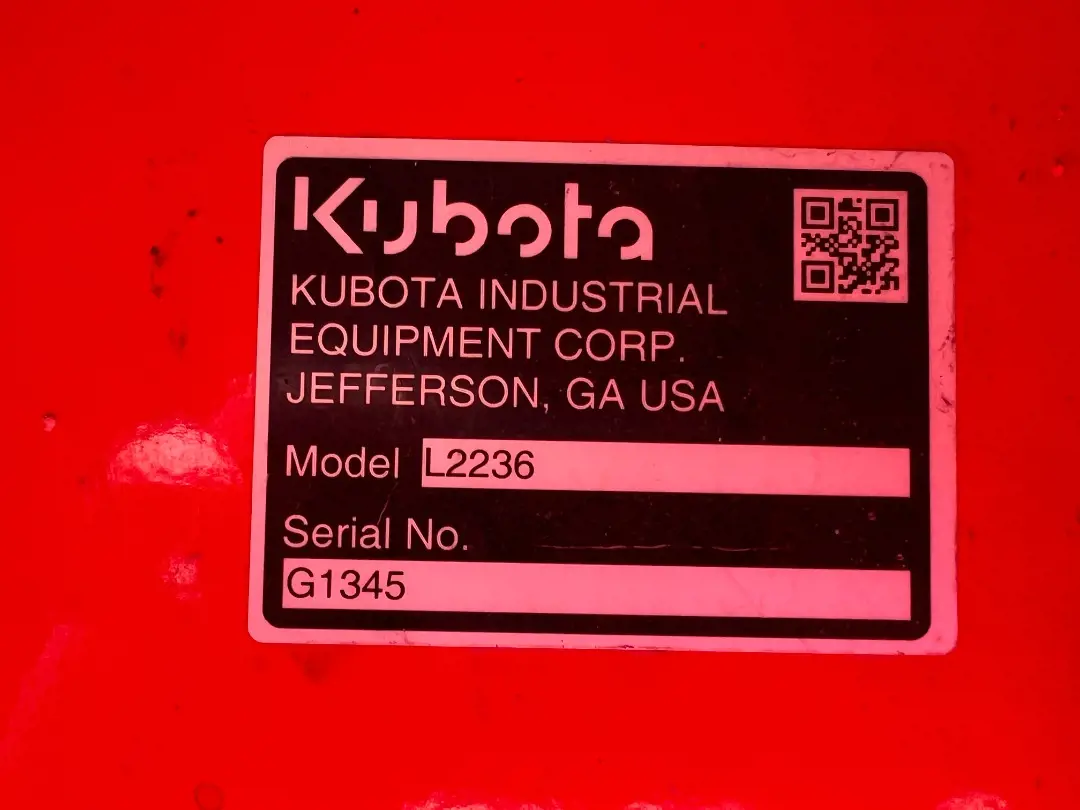 Kubota
KUBOTA INDUSTRIAL
EQUIPMENT CORP.
JEFFERSON, GA USA
Model L2236
Serial No.
G1345